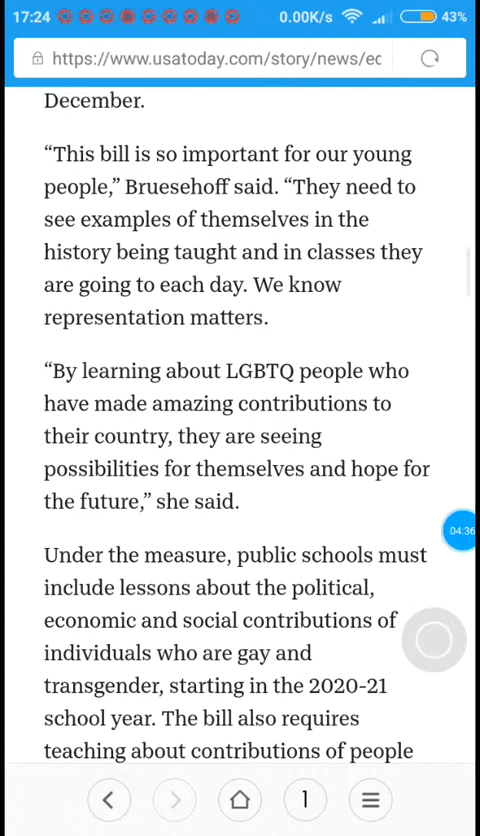 17:24 0.00K/s 43%
https://www.usatoday.com/story/news/ec
December.
“This bill is so important for our young
people,” Bruesehoff said. “They need to
see examples of themselves in the
history being taught and in classes they
are going to each day. We know
representation matters.
“By learning about LGBTQ people who
have made amazing contributions to
their country, they are seeing
possibilities for themselves and hope for
the future,” she said.
04:36
Under the measure, public schools must
include lessons about the political,
economic and social contributions of
individuals who are gay and
transgender, starting in the 2020-21
school year. The bill also requires
teaching about contributions of people
1